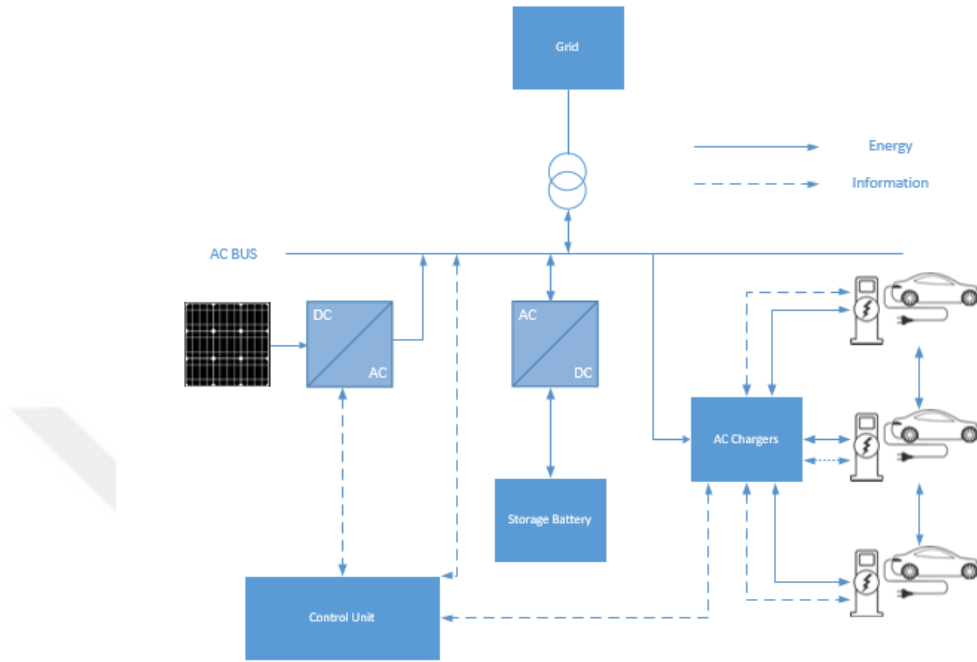 Grid
Energy
Information
AC BUS
DC
AC
AC
DC
AC Chargers
Storage Battery
Control Unit